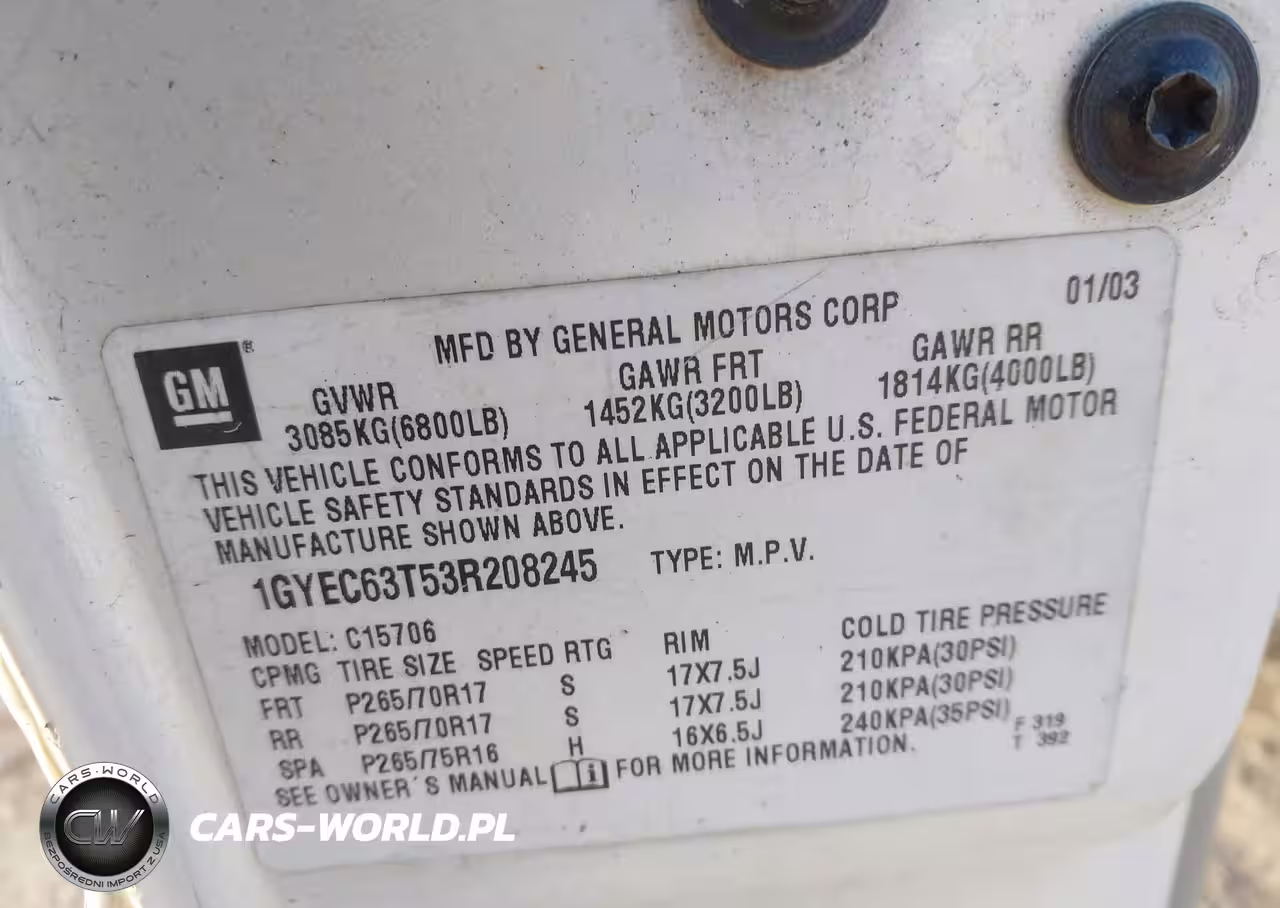 01/03
MFD BY GENERAL MOTORS CORP
GM®
GVWR GAWR FRT GAWR RR
3085KG(6800LB) 1452KG(3200LB) 1814KG(4000LB)
THIS VEHICLE CONFORMS TO ALL APPLICABLE U.S. FEDERAL MOTOR
VEHICLE SAFETY STANDARDS IN EFFECT ON THE DATE OF
MANUFACTURE SHOWN ABOVE.
1GYEC63T53R208245 TYPE: M.P.V.
MODEL: C15706
CPMG TIRE SIZE SPEED RTG RIM COLD TIRE PRESSURE
FRT P265/70R17 S 17X7.5J 210KPA(30PSI)
RR P265/70R17 S 17X7.5J 210KPA(30PSI)
SPA P265/75R16 H 16X6.5J 240KPA(35PSI)
SEE OWNER'S MANUAL i FOR MORE INFORMATION.
F 319
T 392
CARS-WORLD
CW
BEZPOŚREDNI IMPORT Z USA
CARS-WORLD.PL